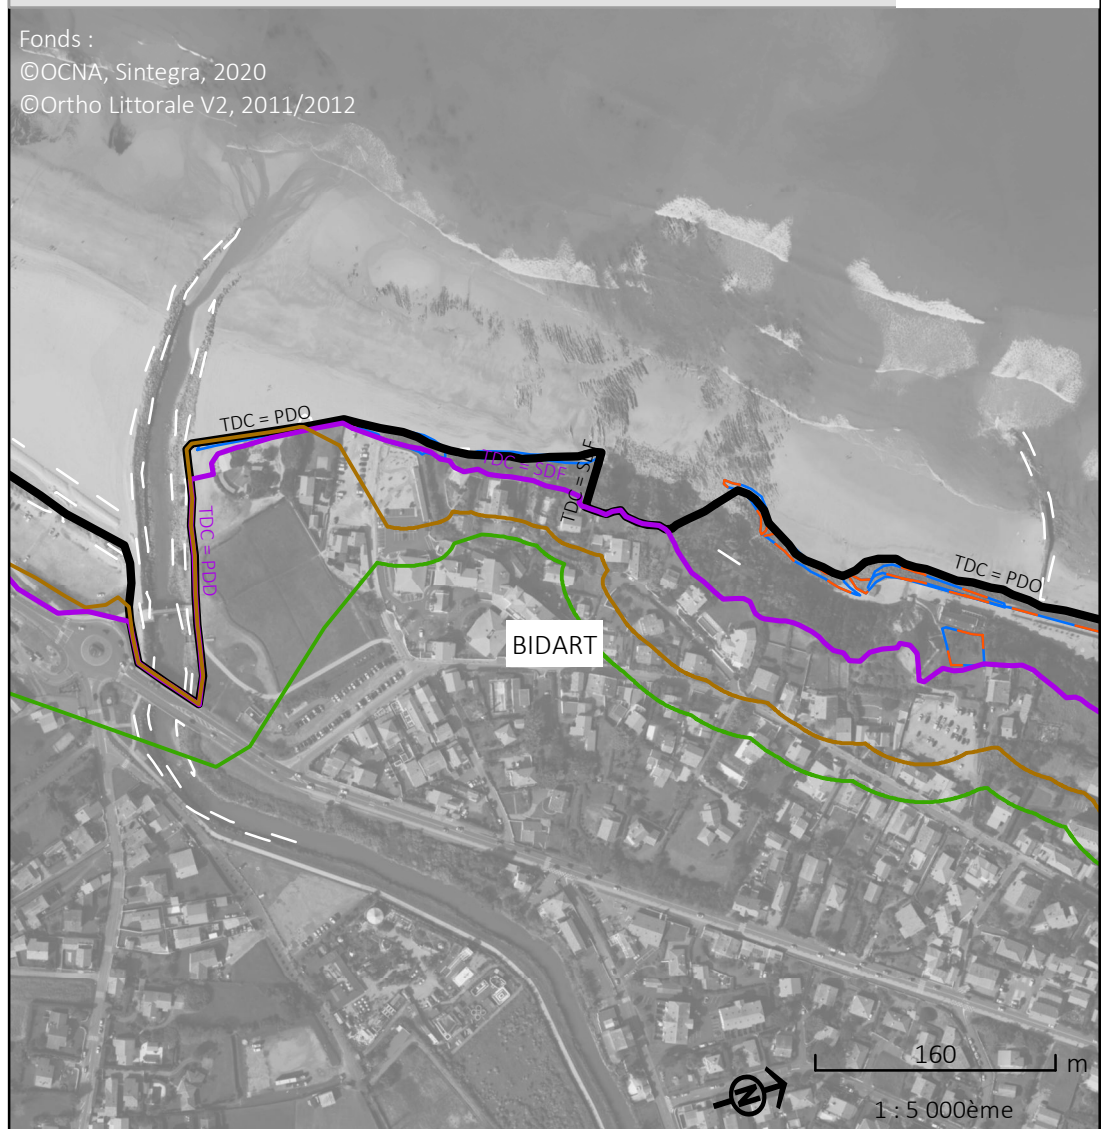 Fonds :
©OCNA, Sintegra, 2020
©Ortho Littorale V2, 2011/2012
TDC = PDO
TDC = SDF
TDC = SDF
TDC = PDD
TDC = PDO
BIDART
160
m
N
1 : 5 000ème